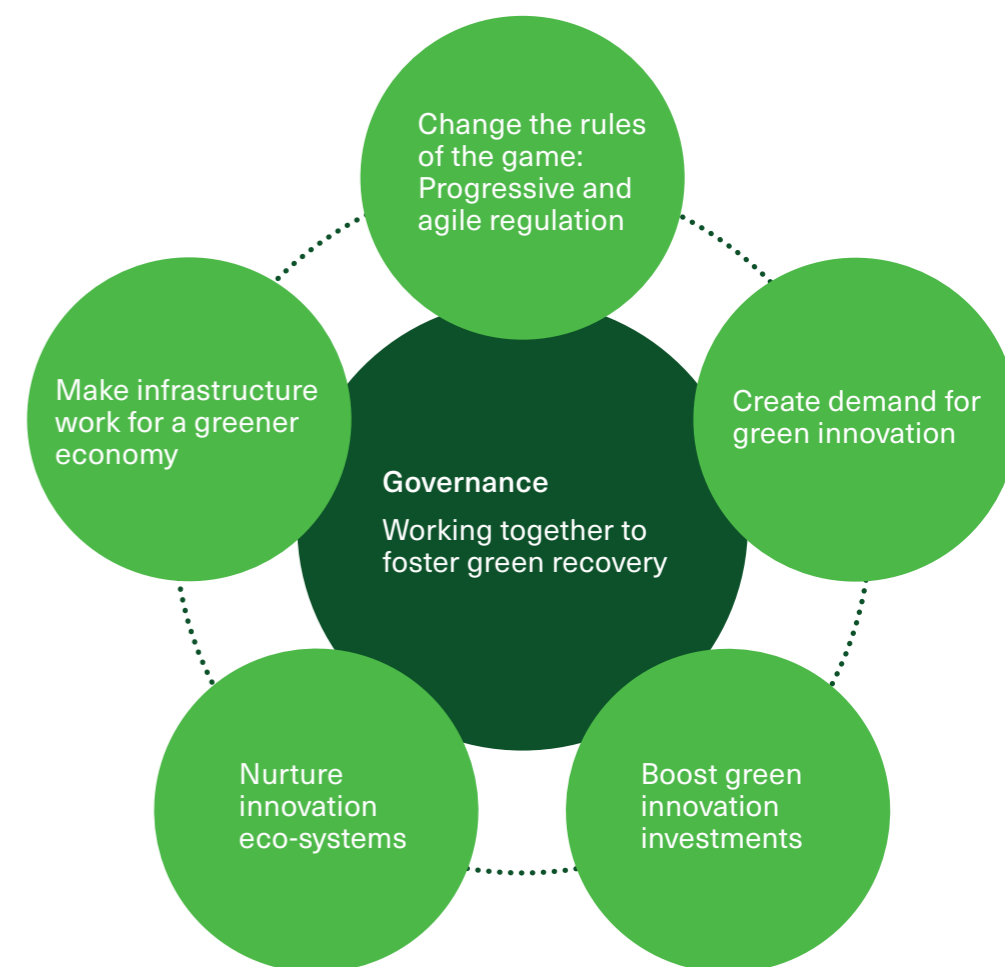 Change the rules
of the game:
Progressive and
agile regulation
Make infrastructure
work for a greener
economy
Create demand for
green innovation
Governance
Working together to
foster green recovery
Nurture
innovation
eco-systems
Boost green
innovation
investments